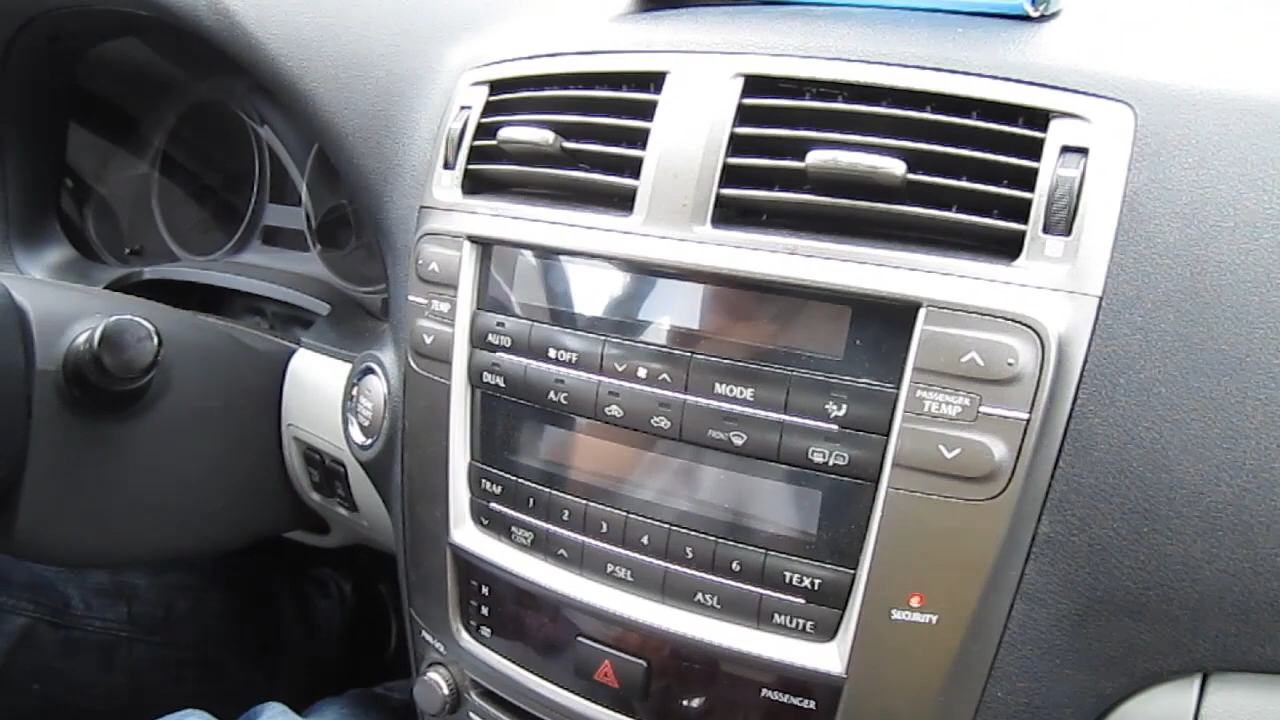 TEMP
AUTO
OFF
MODE
DUAL
A/C
FRONT
PASSENGER
TEMP
TRAF
1 2 3 4 5 6
TEXT
AUDIO
CONT
P.SEL
ASL
MUTE
SECURITY
PASSENGER